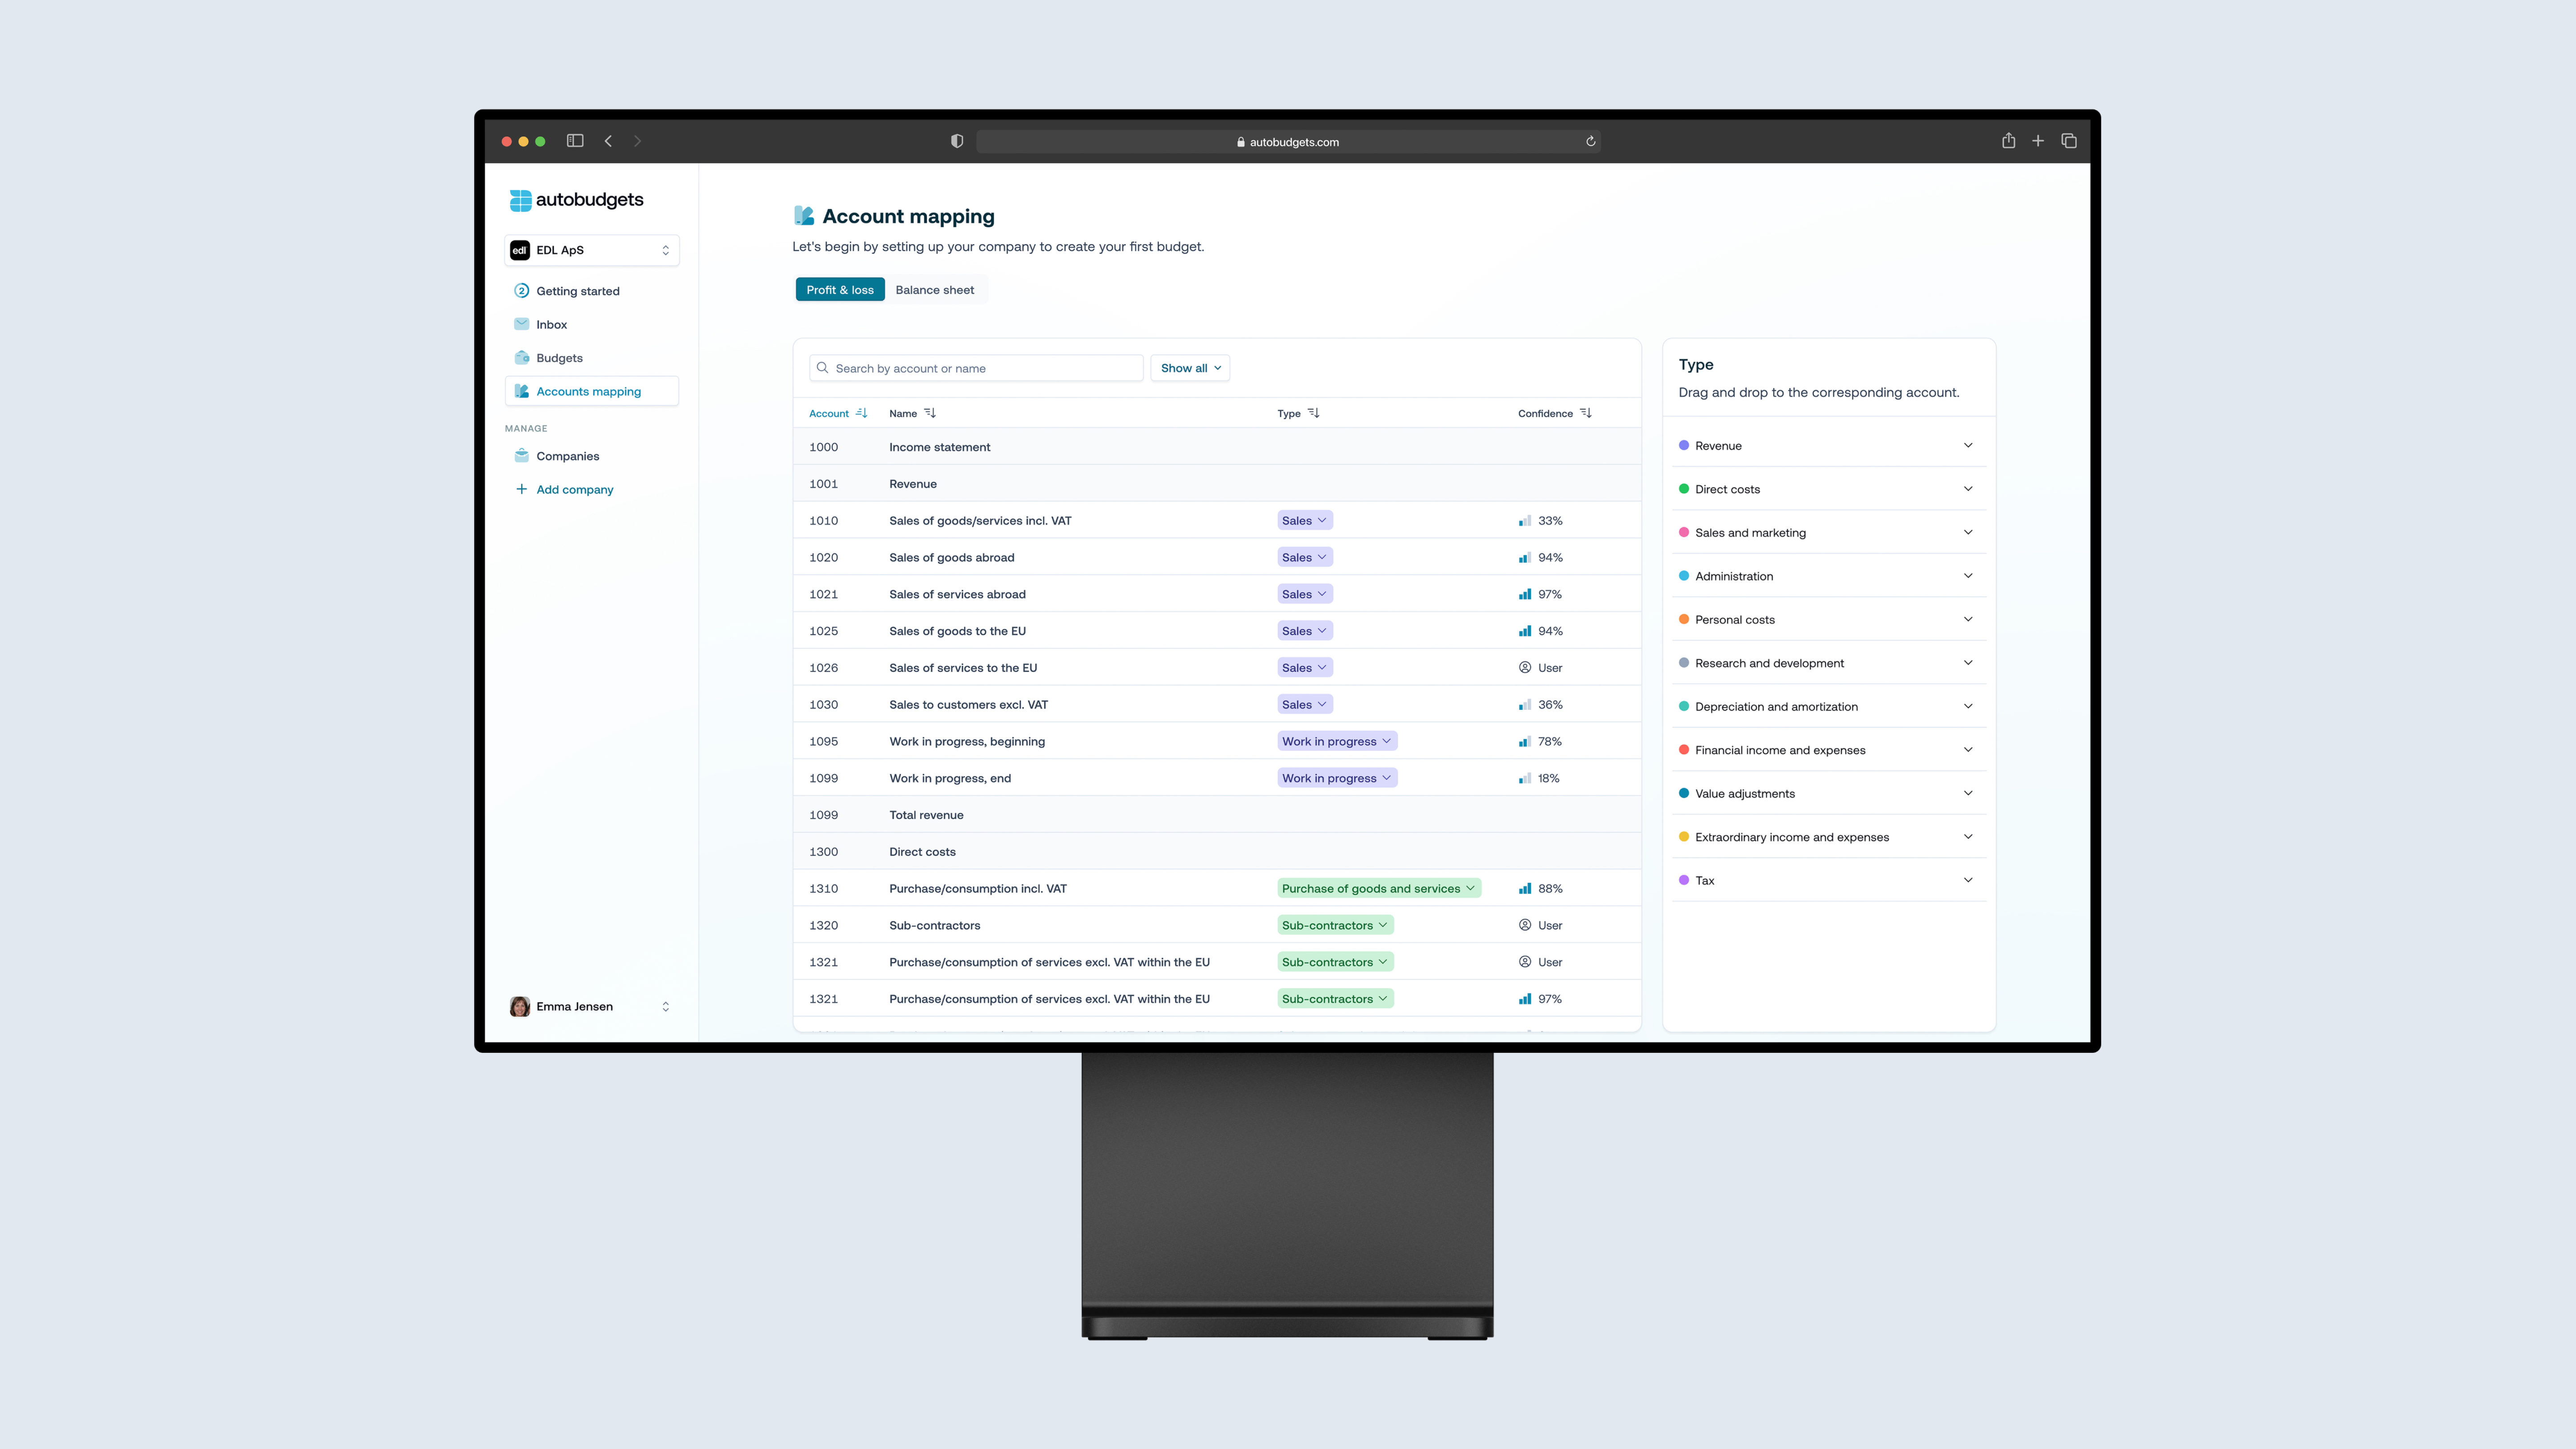 autobudgets.com
autobudgets
edl EDL ApS
2 Getting started
Inbox
Budgets
Accounts mapping
MANAGE
Companies
Add company
Emma Jensen
Account mapping
Let's begin by setting up your company to create your first budget.
Profit & loss Balance sheet
Search by account or name Show all
Account Name Type Confidence
1000 Income statement
1001 Revenue
1010 Sales of goods/services incl. VAT Sales 33%
1020 Sales of goods abroad Sales 94%
1021 Sales of services abroad Sales 97%
1025 Sales of goods to the EU Sales 94%
1026 Sales of services to the EU Sales User
1030 Sales to customers excl. VAT Sales 36%
1095 Work in progress, beginning Work in progress 78%
1099 Work in progress, end Work in progress 18%
1099 Total revenue
1300 Direct costs
1310 Purchase/consumption incl. VAT Purchase of goods and services 88%
1320 Sub-contractors Sub-contractors User
1321 Purchase/consumption of services excl. VAT within the EU Sub-contractors User
1321 Purchase/consumption of services excl. VAT within the EU Sub-contractors 97%
Type
Drag and drop to the corresponding account.
Revenue
Direct costs
Sales and marketing
Administration
Personal costs
Research and development
Depreciation and amortization
Financial income and expenses
Value adjustments
Extraordinary income and expenses
Tax